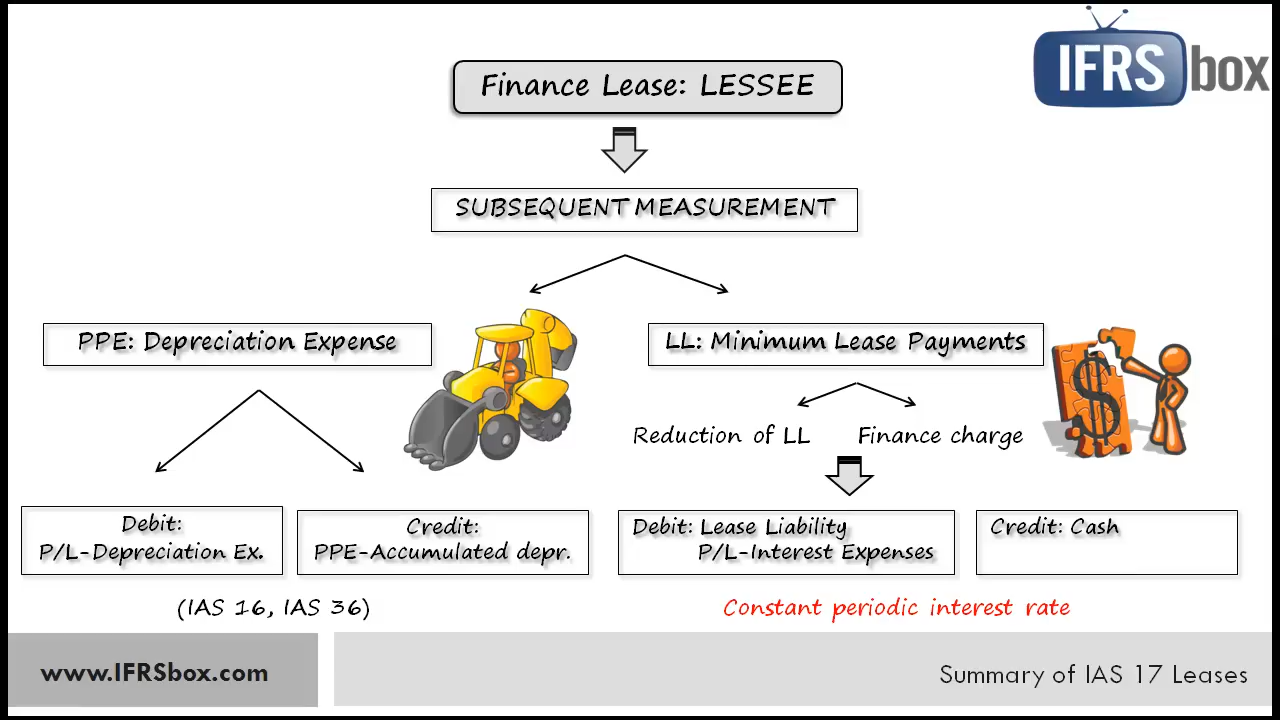 IFRS box
Finance Lease: LESSEE
SUBSEQUENT MEASUREMENT
PPE: Depreciation Expense
LL: Minimum Lease Payments
$
Reduction of LL
Finance charge
Debit:
P/L-Depreciation Ex.
Credit:
PPE-Accumulated depr.
Debit: Lease Liability
P/L-Interest Expenses
Credit: Cash
(IAS 16, IAS 36)
Constant periodic interest rate
www.IFRSbox.com
Summary of IAS 17 Leases